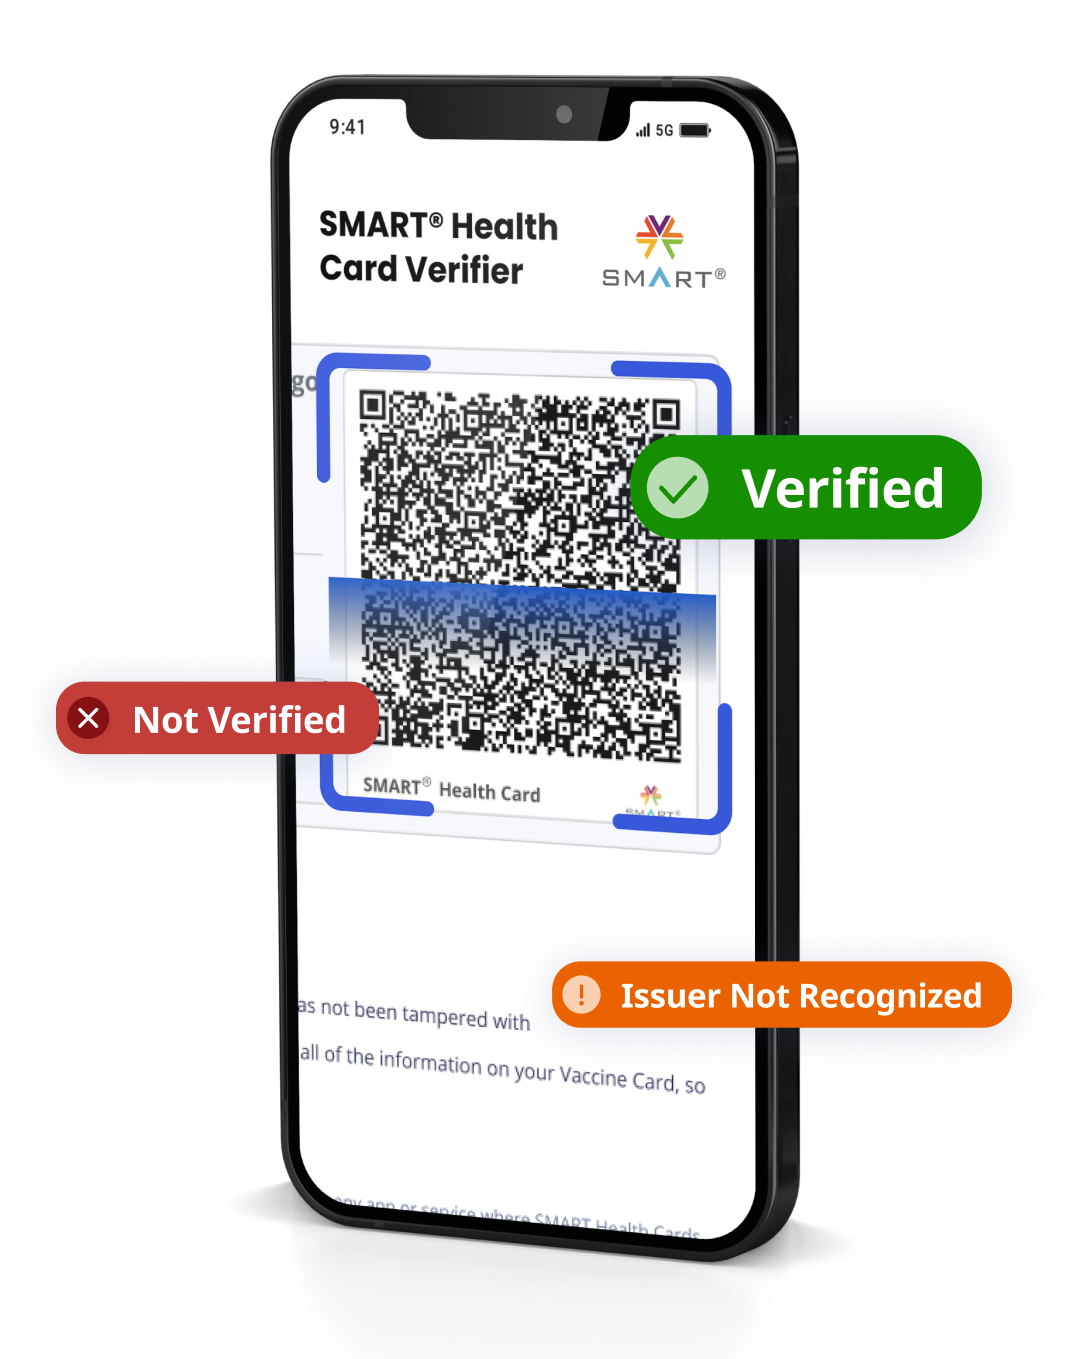 9:41
5G
SMART® Health
Card Verifier
SMART®
go
Verified
Not Verified
SMART® Health Card
SMART®
Issuer Not Recognized
as not been tampered with
all of the information on your Vaccine Card, so
any app or service where SMART Health Cards